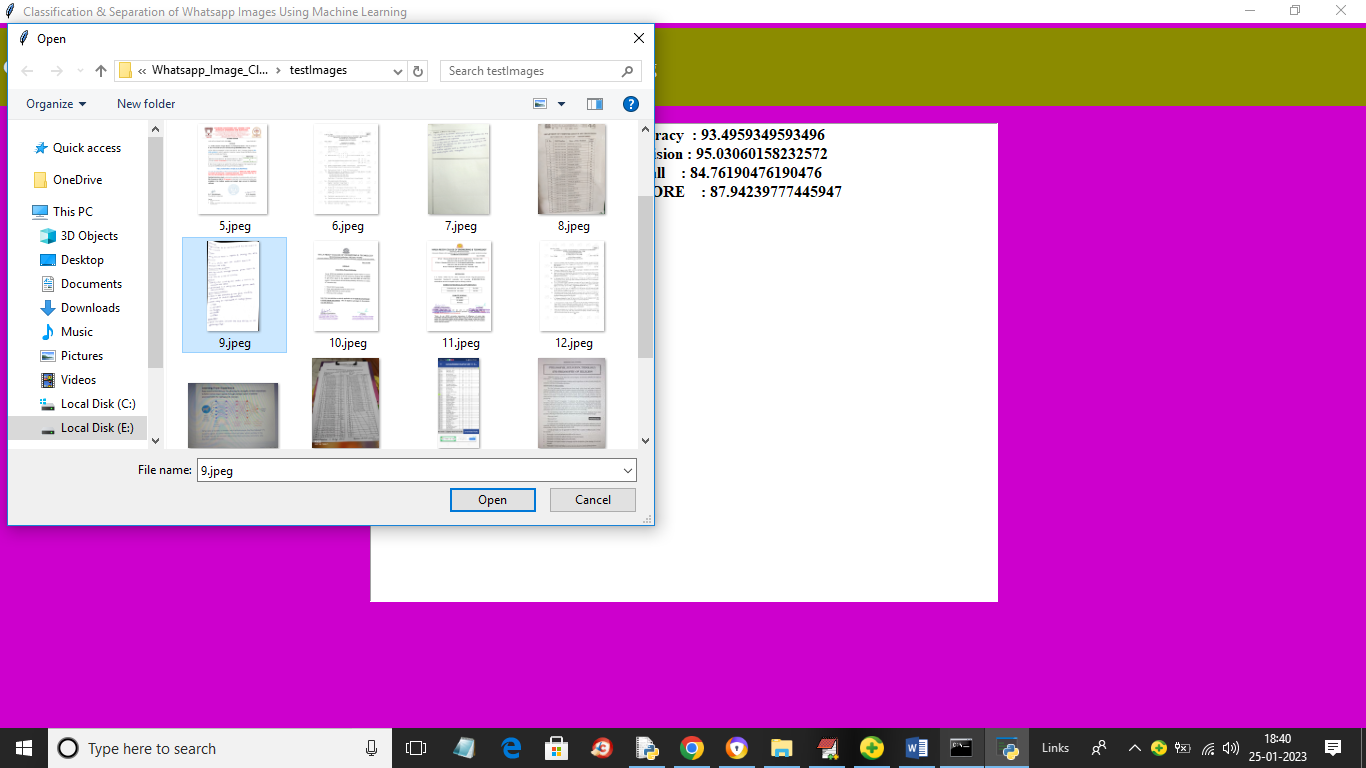 Classification & Separation of Whatsapp Images Using Machine Learning
Open
« Whatsapp_Image_Cl... › testImages
Search testImages
Organize
New folder
Quick access
OneDrive
This PC
3D Objects
Desktop
Documents
Downloads
Music
Pictures
Videos
Local Disk (C:)
Local Disk (E:)
5.jpeg
6.jpeg
7.jpeg
8.jpeg
9.jpeg
10.jpeg
11.jpeg
12.jpeg
File name: 9.jpeg
Open
Cancel
racy : 93.4959349593496
ision : 95.03060158232572
ll : 84.76190476190476
ORE : 87.94239777445947
Type here to search
Links
18:40
25-01-2023